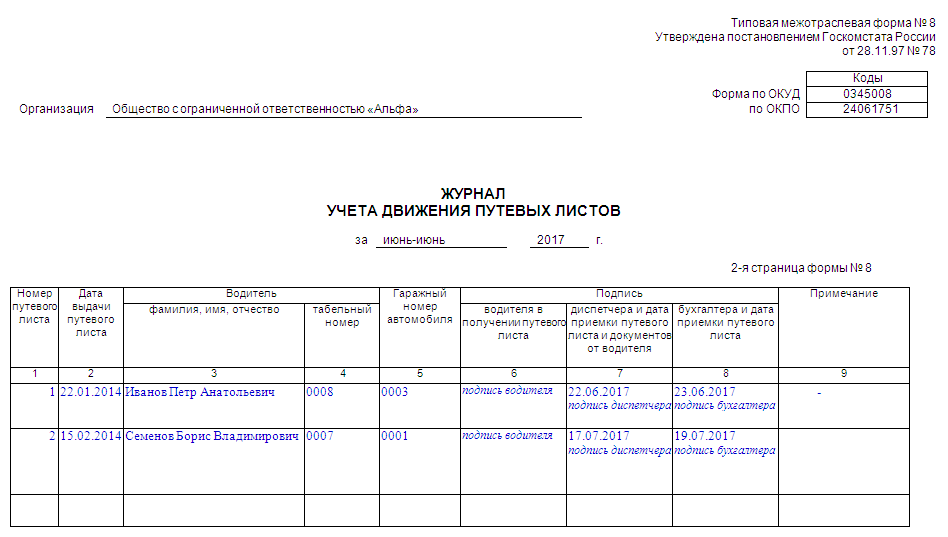 Типовая межотраслевая форма № 8
Утверждена постановлением Госкомстата России
от 28.11.97 № 78
Коды
Форма по ОКУД 0345008
Организация Общество с ограниченной ответственностью «Альфа» по ОКПО 24061751
ЖУРНАЛ
УЧЕТА ДВИЖЕНИЯ ПУТЕВЫХ ЛИСТОВ
за июнь-июнь 2017 г.
2-я страница формы № 8
Номер путевого листа
Дата выдачи путевого листа
Водитель
фамилия, имя, отчество
табельный номер
Гаражный номер автомобиля
Подпись
водителя в получении путевого листа
диспетчера и дата приемки путевого листа и документов от водителя
бухгалтера и дата приемки путевого листа
Примечание
1 2 3 4 5 6 7 8 9
1 22.01.2014 Иванов Петр Анатольевич 0008 0003 подпись водителя 22.06.2017 23.06.2017 -
подпись диспетчера подпись бухгалтера
2 15.02.2014 Семенов Борис Владимирович 0007 0001 подпись водителя 17.07.2017 19.07.2017
подпись диспетчера подпись бухгалтера